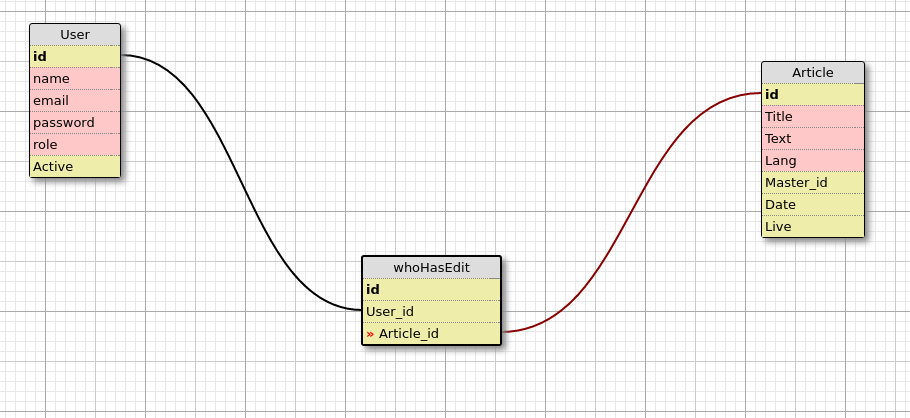 User
id
name
email
password
role
Active
Article
id
Title
Text
Lang
Master_id
Date
Live
whoHasEdit
id
User_id
» Article_id